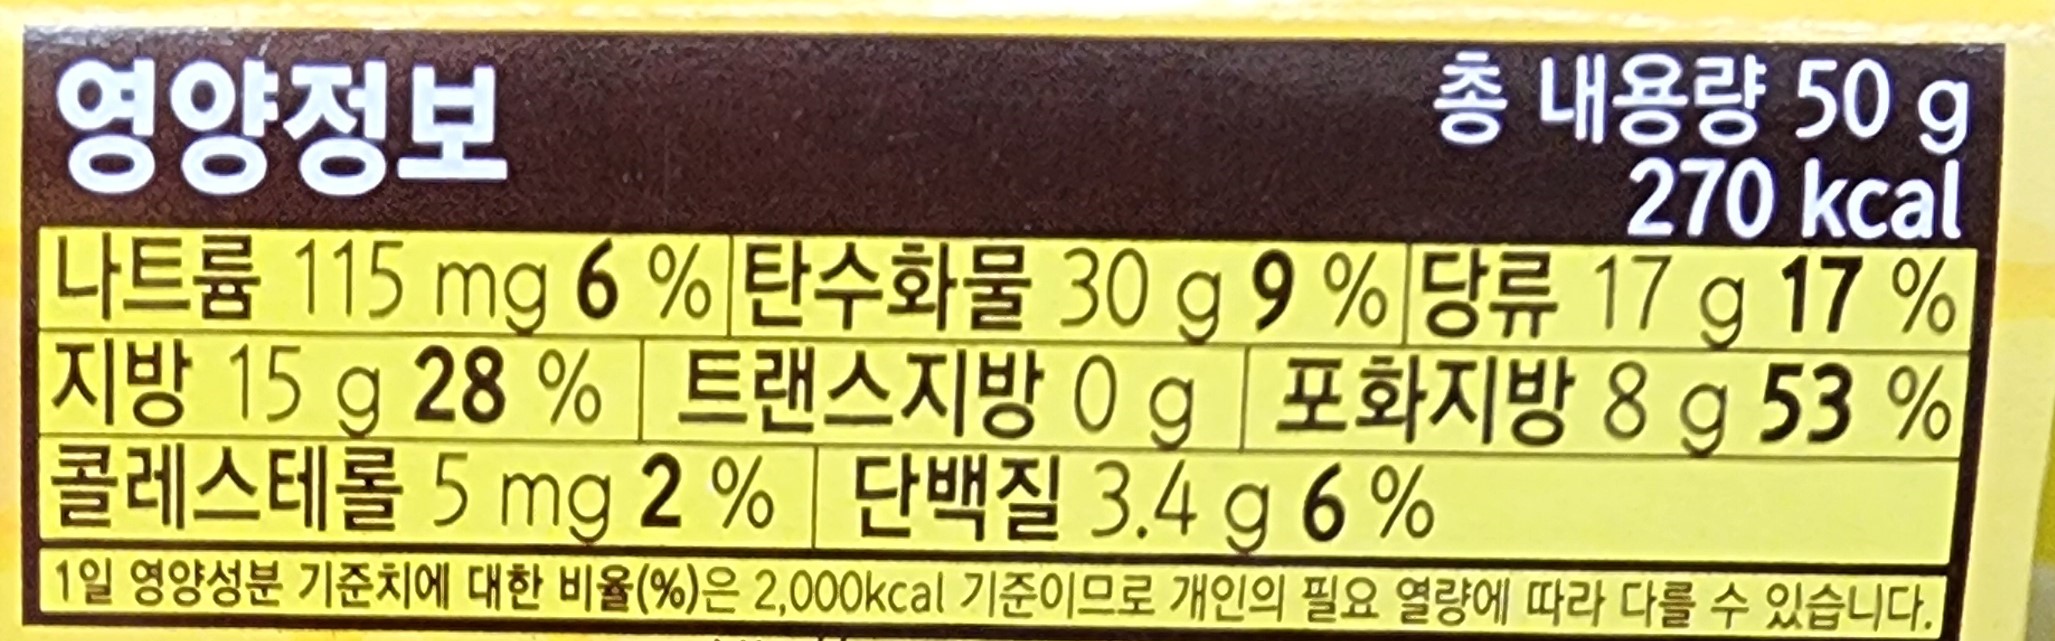 영양정보
총 내용량 50 g
270 kcal
나트륨 115 mg 6 % 탄수화물 30 g 9 % 당류 17 g 17 %
지방 15 g 28 % 트랜스지방 0 g 포화지방 8 g 53 %
콜레스테롤 5 mg 2 % 단백질 3.4 g 6 %
1일 영양성분 기준치에 대한 비율(%)은 2,000kcal 기준이므로 개인의 필요 열량에 따라 다를 수 있습니다.